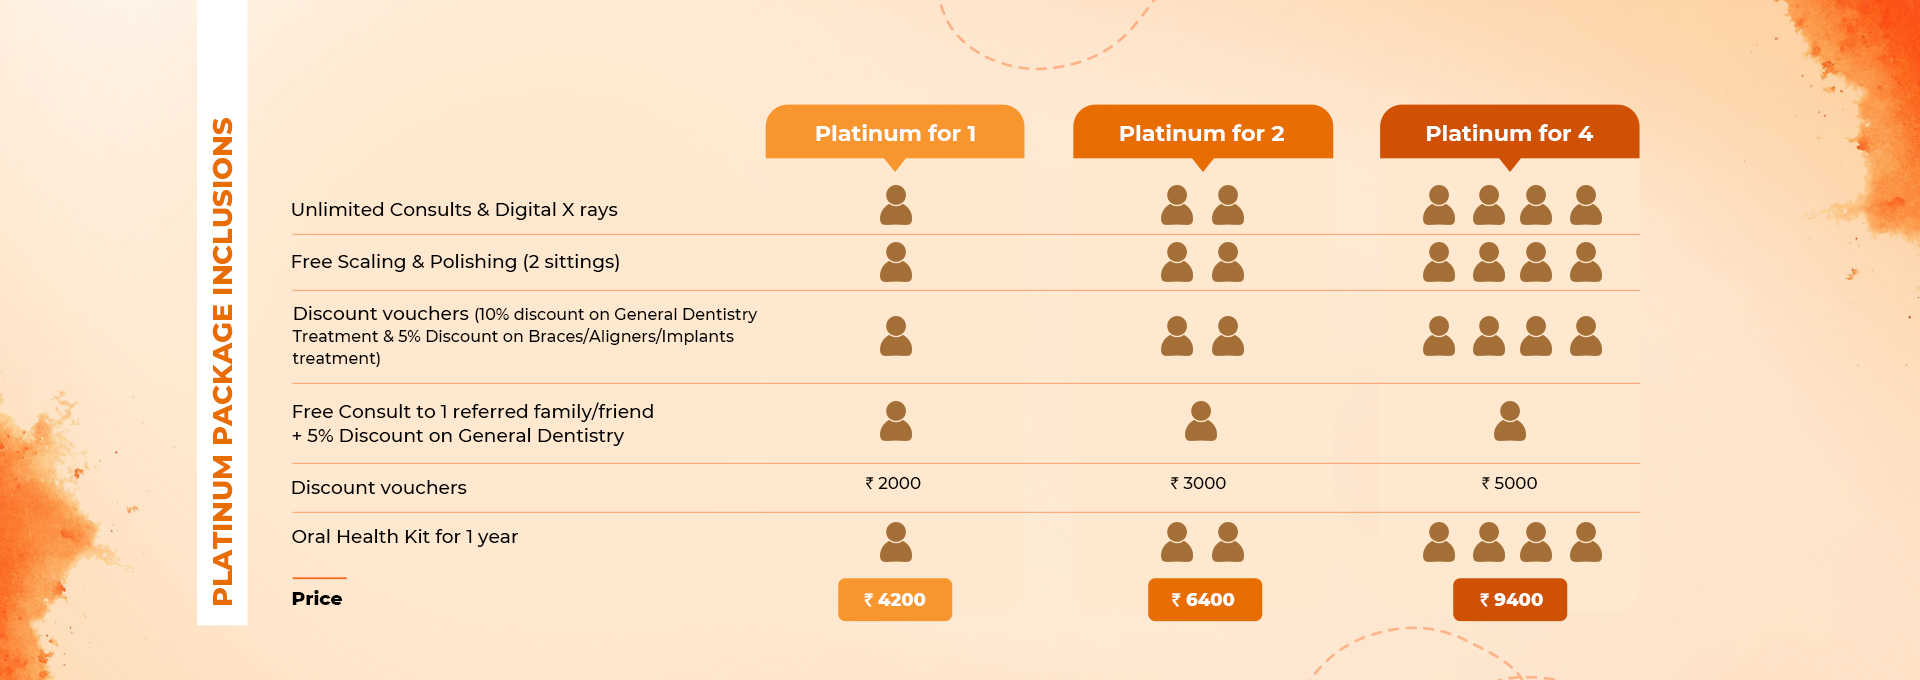 PLATINUM PACKAGE INCLUSIONS
Platinum for 1
Platinum for 2
Platinum for 4
Unlimited Consults & Digital X rays
Free Scaling & Polishing (2 sittings)
Discount vouchers (10% discount on General Dentistry
Treatment & 5% Discount on Braces/Aligners/Implants
treatment)
Free Consult to 1 referred family/friend
+ 5% Discount on General Dentistry
Discount vouchers ₹ 2000 ₹ 3000 ₹ 5000
Oral Health Kit for 1 year
Price ₹ 4200 ₹ 6400 ₹ 9400